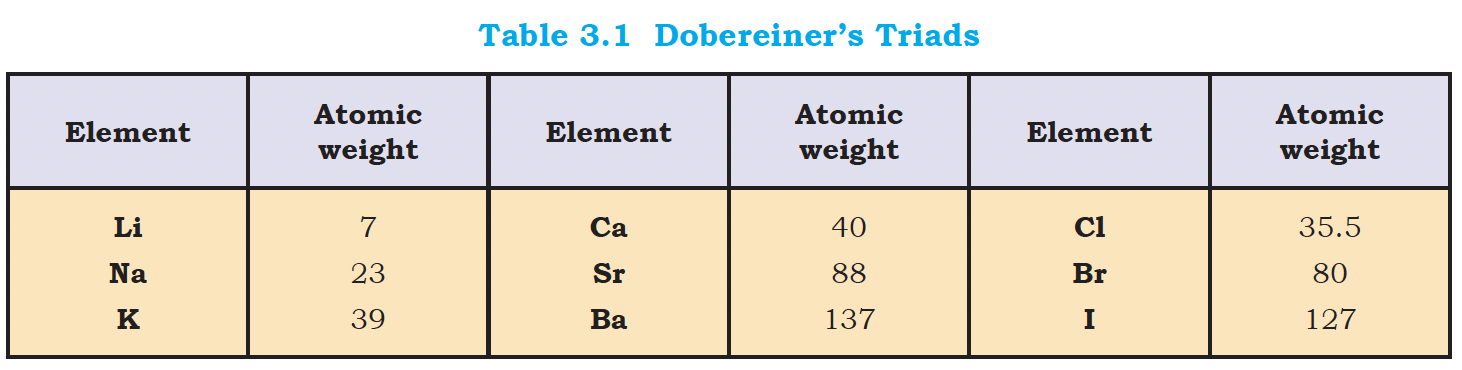 Table 3.1 Dobereiner’s Triads
Element Atomic weight Element Atomic weight Element Atomic weight
Li 7 Ca 40 Cl 35.5
Na 23 Sr 88 Br 80
K 39 Ba 137 I 127